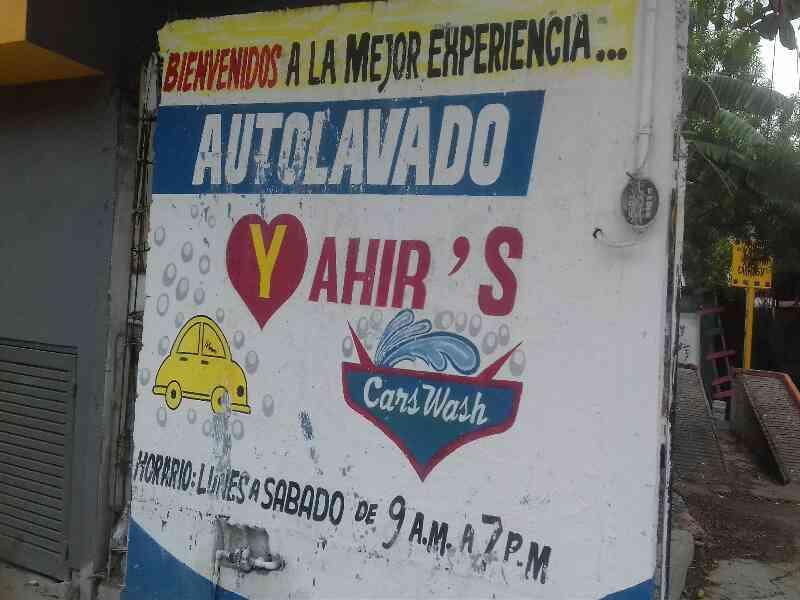 BIENVENIDOS A LA MEJOR EXPERIENCIA...
AUTOLAVADO
YAHIR'S
Cars Wash
HORARIO: LUNES A SABADO DE 9 A.M. A 7 P.M